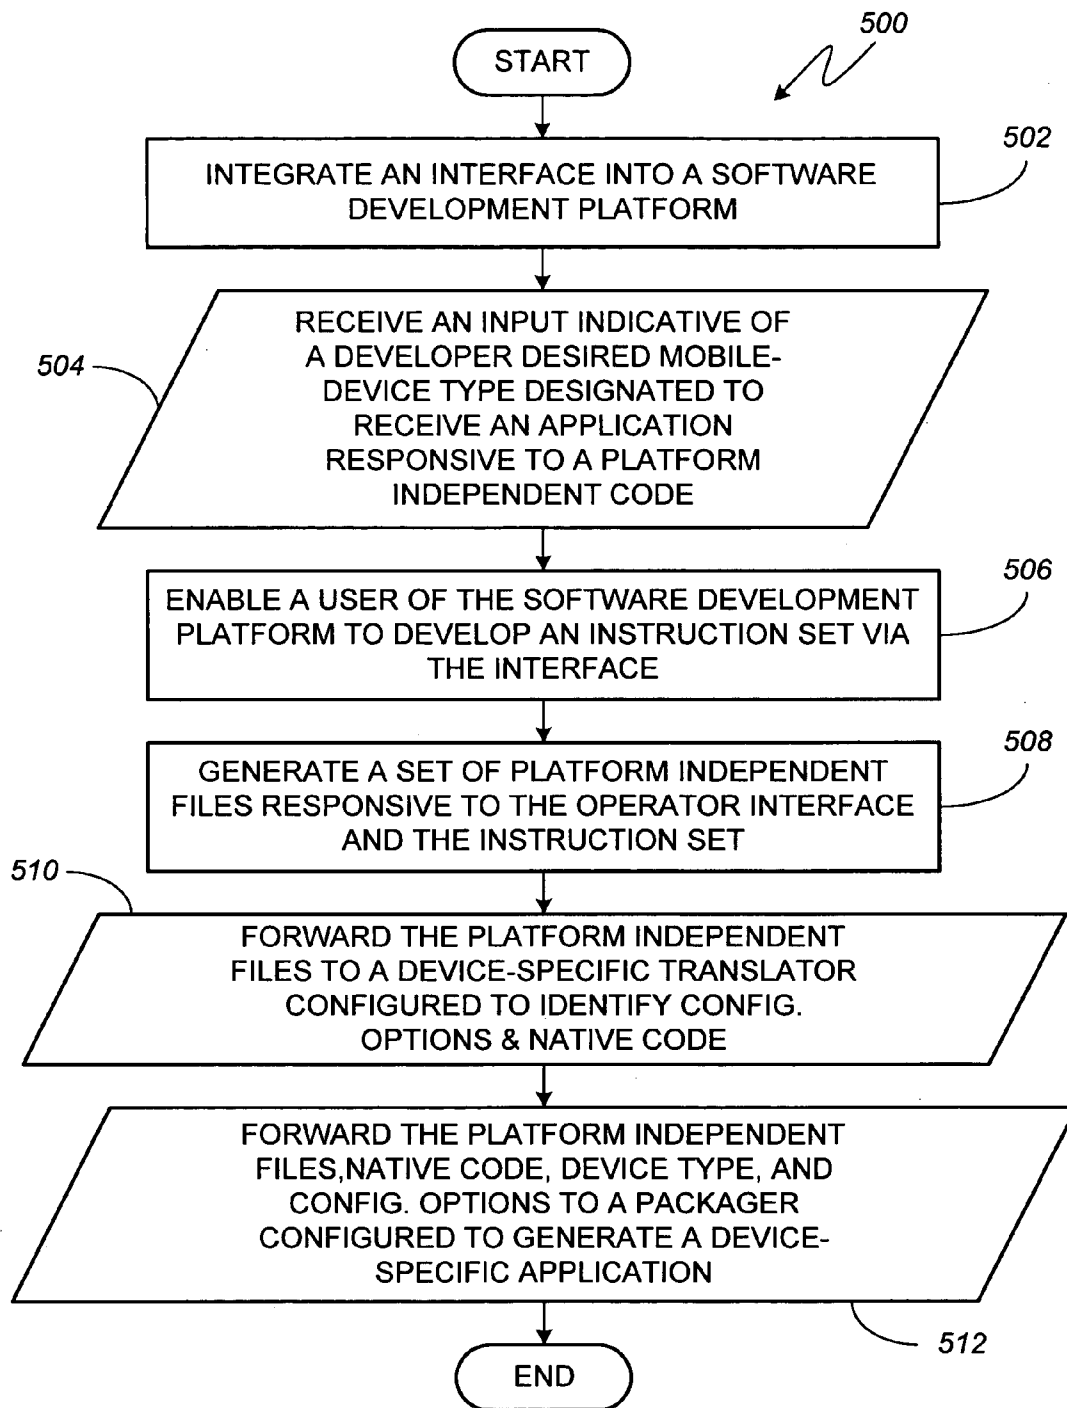 500
START
502
INTEGRATE AN INTERFACE INTO A SOFTWARE
DEVELOPMENT PLATFORM
504
RECEIVE AN INPUT INDICATIVE OF
A DEVELOPER DESIRED MOBILE-
DEVICE TYPE DESIGNATED TO
RECEIVE AN APPLICATION
RESPONSIVE TO A PLATFORM
INDEPENDENT CODE
506
ENABLE A USER OF THE SOFTWARE DEVELOPMENT
PLATFORM TO DEVELOP AN INSTRUCTION SET VIA
THE INTERFACE
508
GENERATE A SET OF PLATFORM INDEPENDENT
FILES RESPONSIVE TO THE OPERATOR INTERFACE
AND THE INSTRUCTION SET
510
FORWARD THE PLATFORM INDEPENDENT
FILES TO A DEVICE-SPECIFIC TRANSLATOR
CONFIGURED TO IDENTIFY CONFIG.
OPTIONS & NATIVE CODE
FORWARD THE PLATFORM INDEPENDENT
FILES,NATIVE CODE, DEVICE TYPE, AND
CONFIG. OPTIONS TO A PACKAGER
CONFIGURED TO GENERATE A DEVICE-
SPECIFIC APPLICATION
512
END